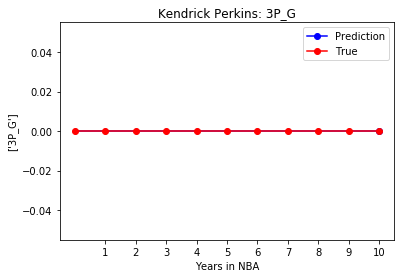 Kendrick Perkins: 3P_G
Prediction
True
0.04
0.02
0.00
−0.02
−0.04
['3P_G']
1 2 3 4 5 6 7 8 9 10
Years in NBA